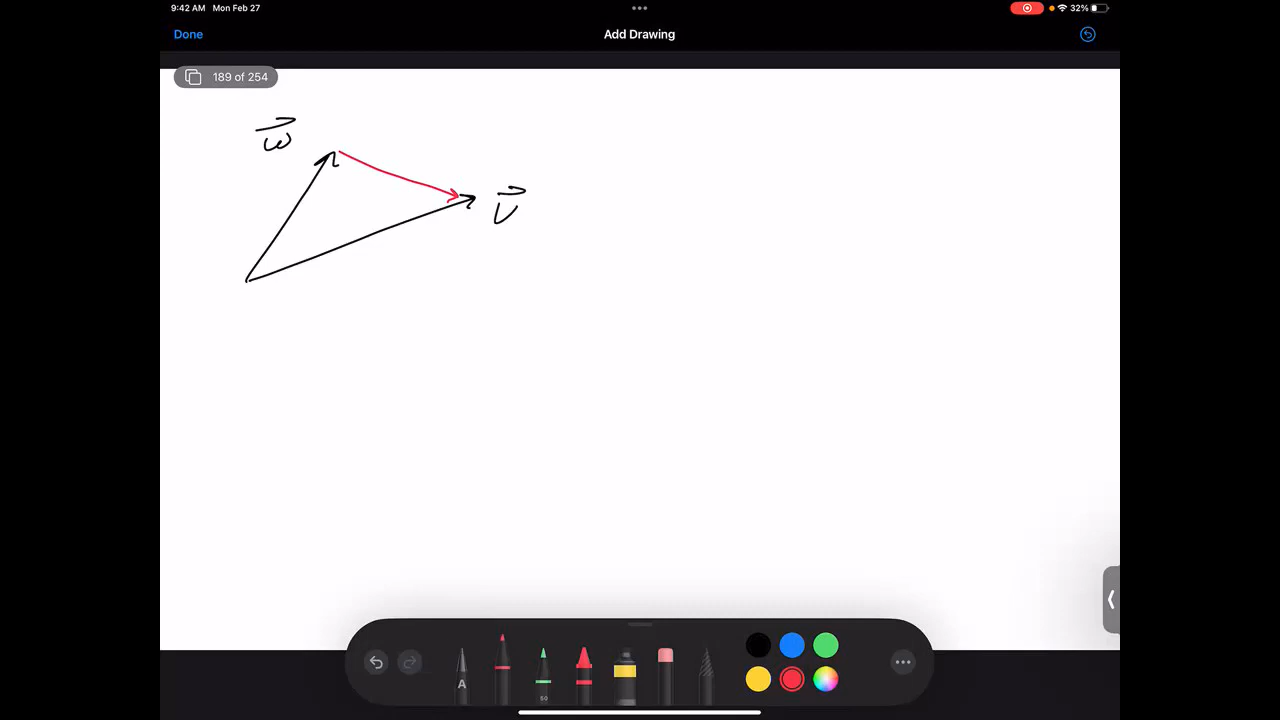 9:42 AM Mon Feb 27
32%
Done
Add Drawing
189 of 254
w⃗
v⃗
A
50